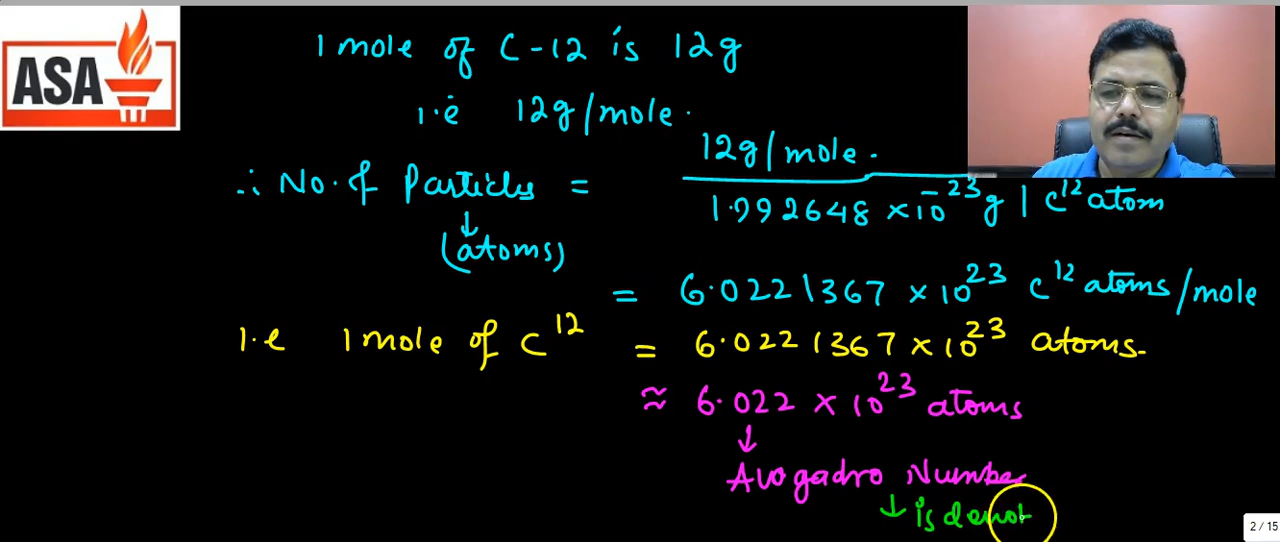 ASA
1 mole of C-12 is 12g
i.e 12g/mole.
∴ No. of Particles = 12g/mole.
1.992648 × 10⁻²³ g | C¹² atom
↓
(atoms)
= 6.0221367 × 10²³ C¹² atoms/mole
i.e 1 mole of C¹² = 6.0221367 × 10²³ atoms.
≈ 6.022 × 10²³ atoms
↓
Avogadro Number
↓ is denot
2 / 15